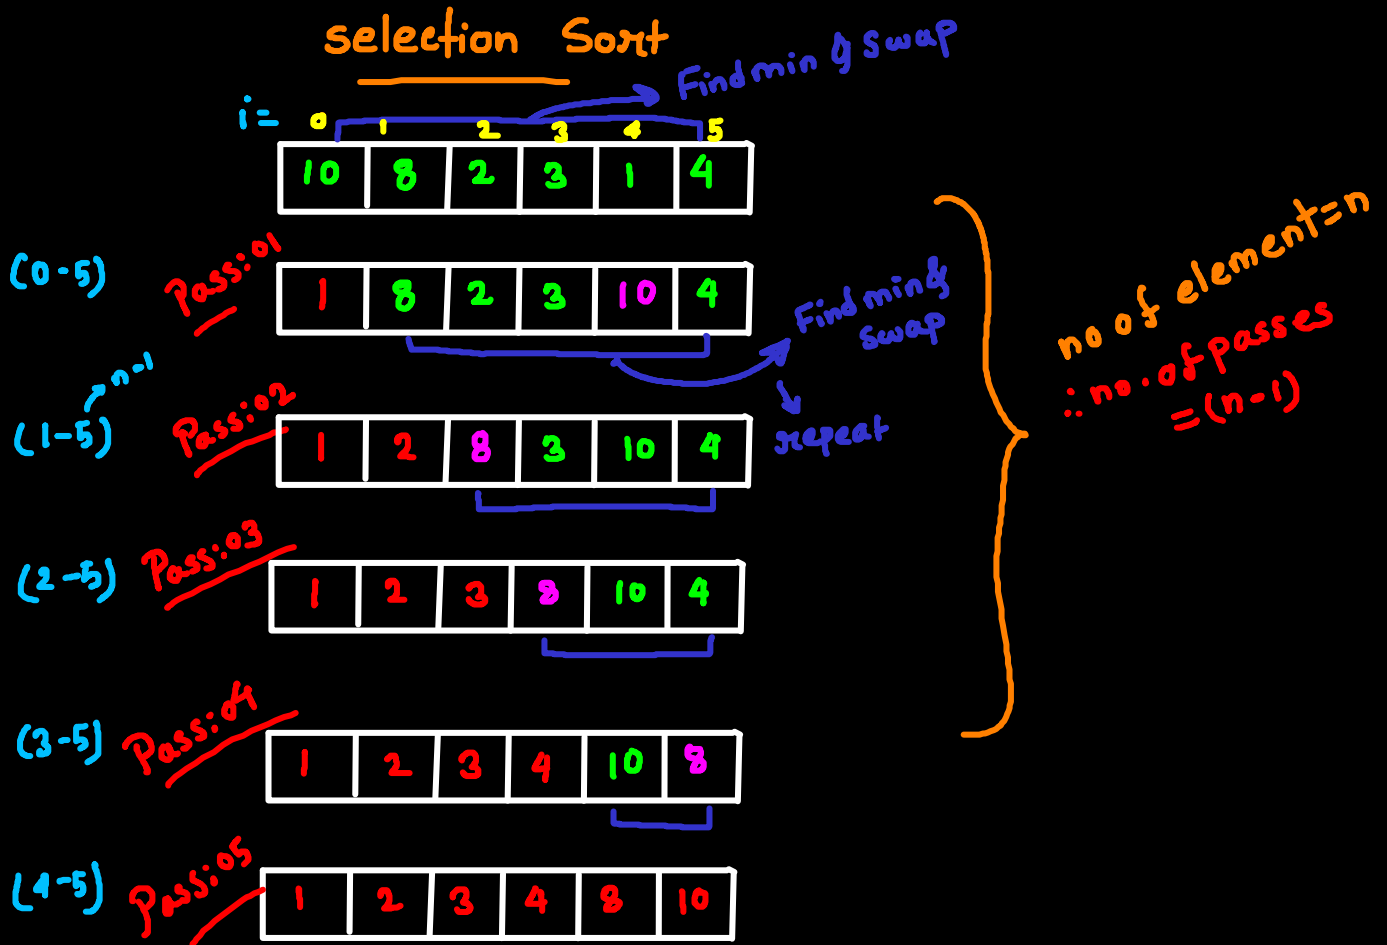 selection Sort
Find min & swap
i= 0 1 2 3 4 5
10 8 2 3 1 4
(0-5) Pass:01 1 8 2 3 10 4
Find min &
swap
repeat
n-1
(1-5) Pass:02 1 2 8 3 10 4
(2-5) Pass:03 1 2 3 8 10 4
(3-5) Pass:04 1 2 3 4 10 8
(4-5) Pass:05 1 2 3 4 8 10
no of element=n
∴ no. of passes
=(n-1)